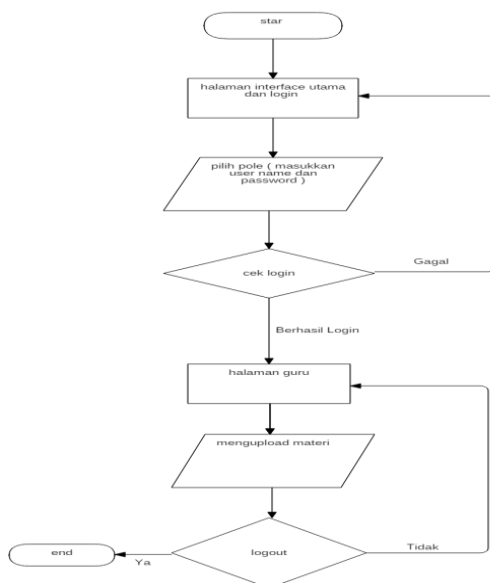 star
halaman interface utama
dan login
pilih pole ( masukkan
user name dan
password )
cek login
Gagal
Berhasil Login
halaman guru
mengupload materi
logout
Tidak
Ya
end